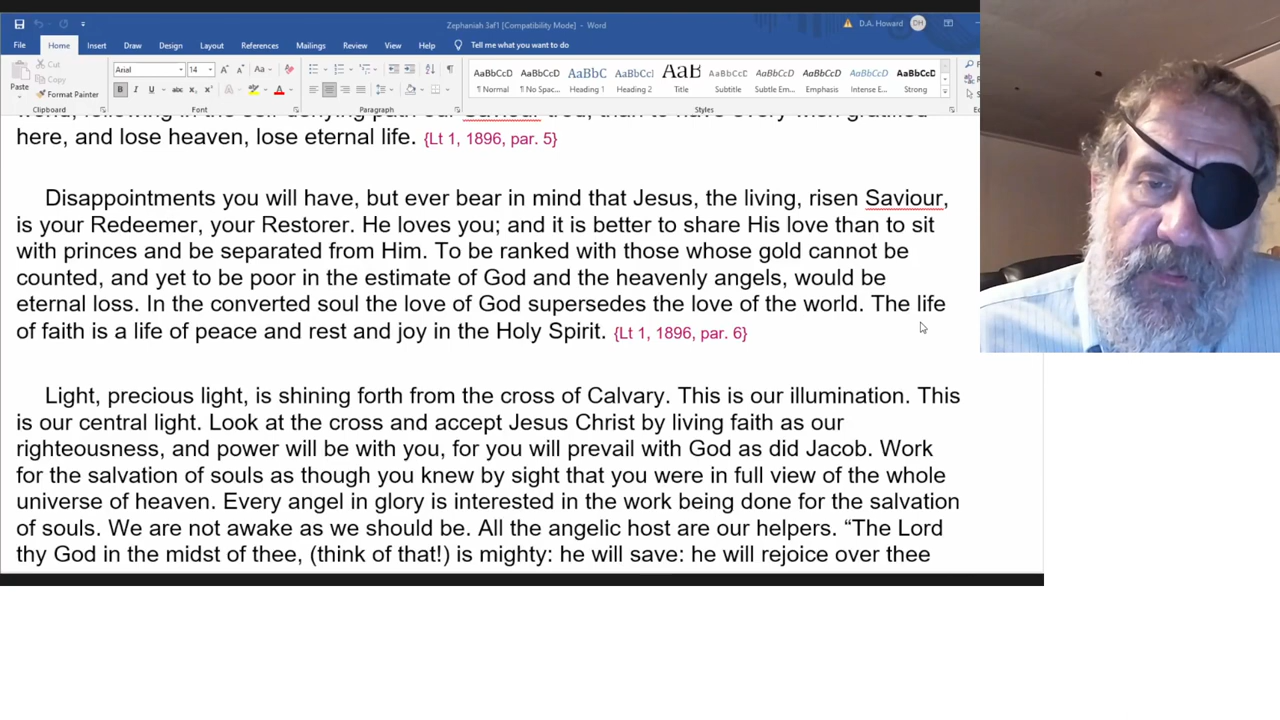 Zephaniah 3af1 [Compatibility Mode] - Word
D.A. Howard
DH
File Home Insert Draw Design Layout References Mailings Review View Help Tell me what you want to do
Cut
Copy
Paste
Format Painter
Arial 14
AaBbCcD AaBbCcD AaBbC AaBbCcI AaB AaBbCcD AaBbCcD AaBbCcD AaBbCcD AaBbCcD
¶ Normal ¶ No Spac... Heading 1 Heading 2 Title Subtitle Subtle Em... Emphasis Intense E... Strong
Clipboard Font Paragraph Styles
here, and lose heaven, lose eternal life. {Lt 1, 1896, par. 5}
Disappointments you will have, but ever bear in mind that Jesus, the living, risen Saviour,
is your Redeemer, your Restorer. He loves you; and it is better to share His love than to sit
with princes and be separated from Him. To be ranked with those whose gold cannot be
counted, and yet to be poor in the estimate of God and the heavenly angels, would be
eternal loss. In the converted soul the love of God supersedes the love of the world. The life
of faith is a life of peace and rest and joy in the Holy Spirit. {Lt 1, 1896, par. 6}
Light, precious light, is shining forth from the cross of Calvary. This is our illumination. This
is our central light. Look at the cross and accept Jesus Christ by living faith as our
righteousness, and power will be with you, for you will prevail with God as did Jacob. Work
for the salvation of souls as though you knew by sight that you were in full view of the whole
universe of heaven. Every angel in glory is interested in the work being done for the salvation
of souls. We are not awake as we should be. All the angelic host are our helpers. “The Lord
thy God in the midst of thee, (think of that!) is mighty: he will save: he will rejoice over thee